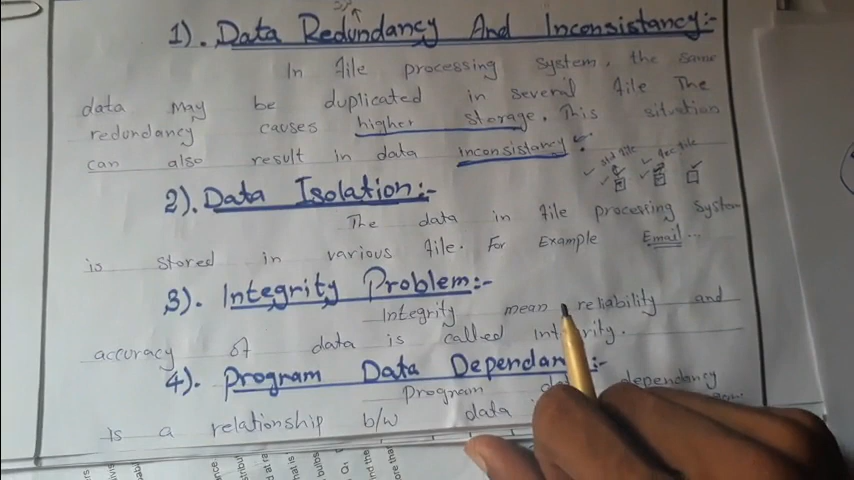 1). Data Redundancy And Inconsistancy:-
In file processing system, the same
data may be duplicated in several file The
redundancy causes higher storage. This situation
can also result in data inconsistancy.
std file
2). Data Isolation:-
The data in file processing system
is stored in various file. For Example Email...
3). Integrity Problem:-
Integrity mean reliability and
accuracy of data is called integrity.
4). Program Data Dependancy:-
Program data dependancy
is a relationship b/w data